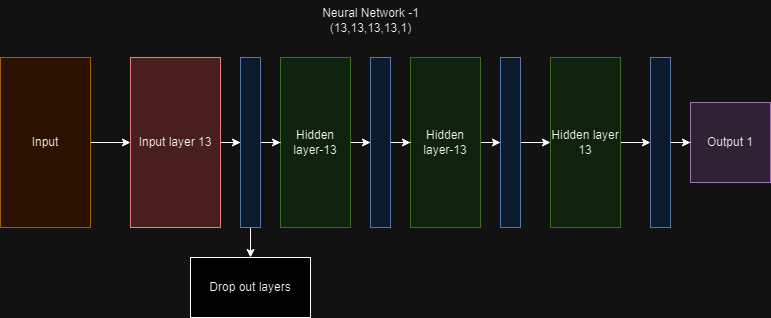 Neural Network -1
(13,13,13,13,1)
Input
Input layer 13
Hidden
layer-13
Hidden
layer-13
Hidden layer
13
Output 1
Drop out layers